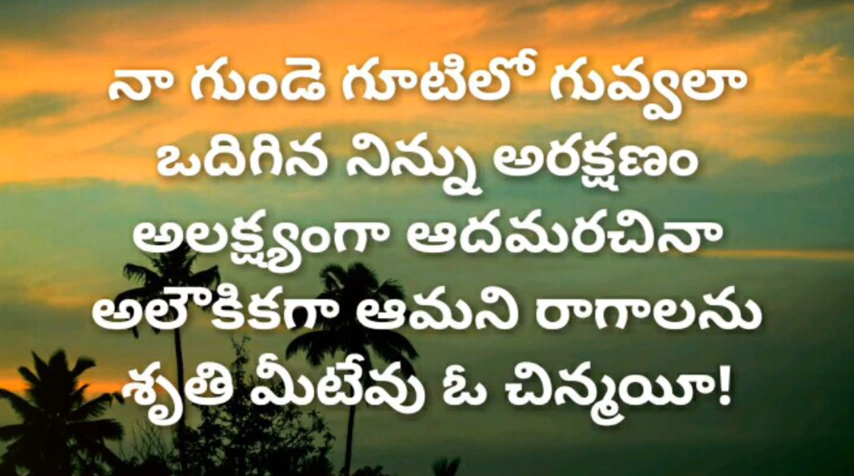 నా గుండె గూటిలో గువ్వలా
ఒదిగిన నిన్ను అరక్షణం
అలక్ష్యంగా ఆదమరచినా
అలౌకికగా ఆమని రాగాలను
శృతి మీటేవు ఓ చిన్మయీ!